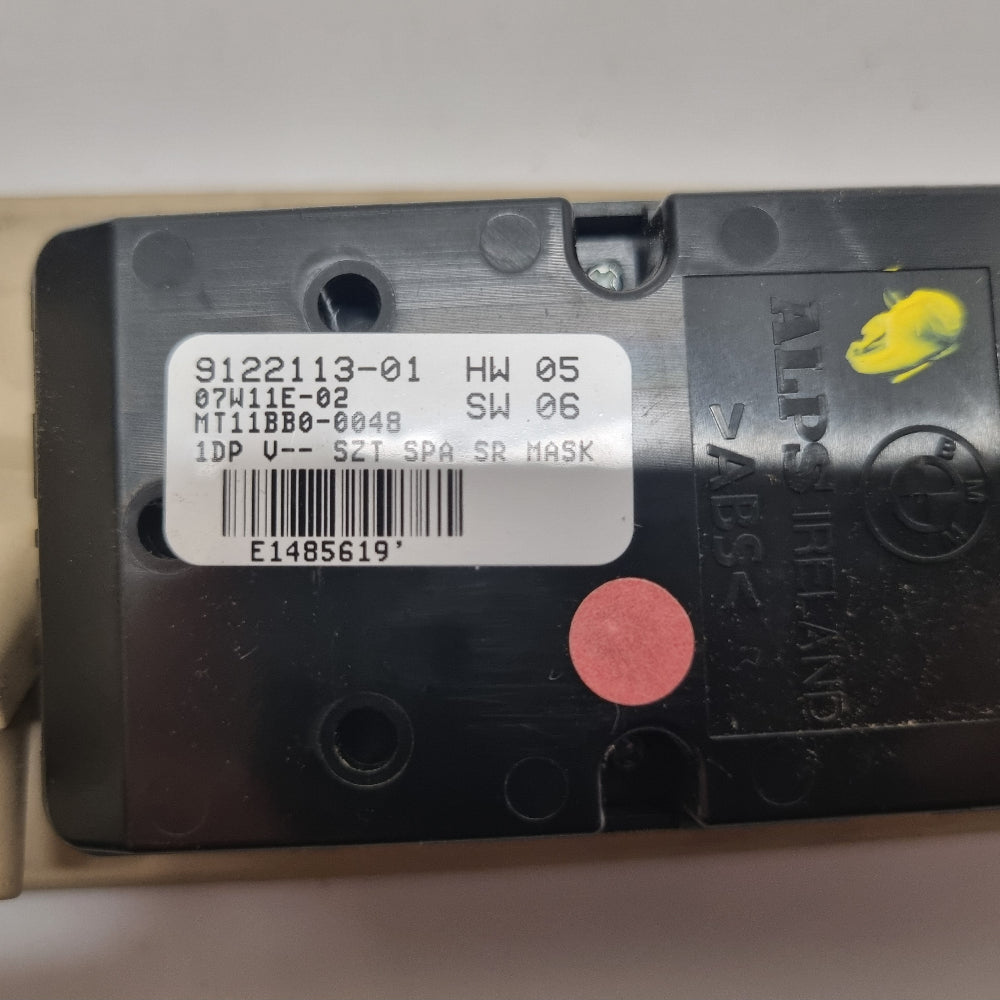 9122113-01 HW 05
07W11E-02 SW 06
MT11BB0-0048
1DP V-- SZT SPA SR MASK
E1485619'
ALPS IRELAND
>ABS<
B M